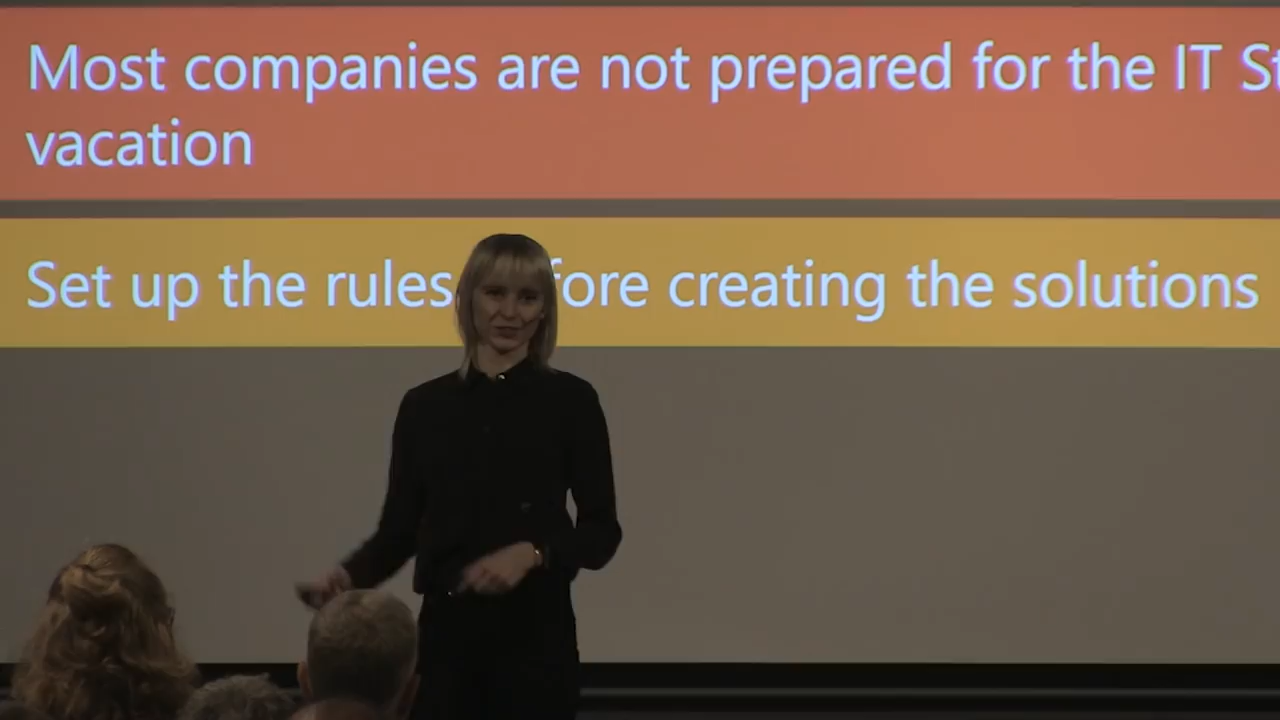 Most companies are not prepared for the IT
vacation
Set up the rules creating the solutions